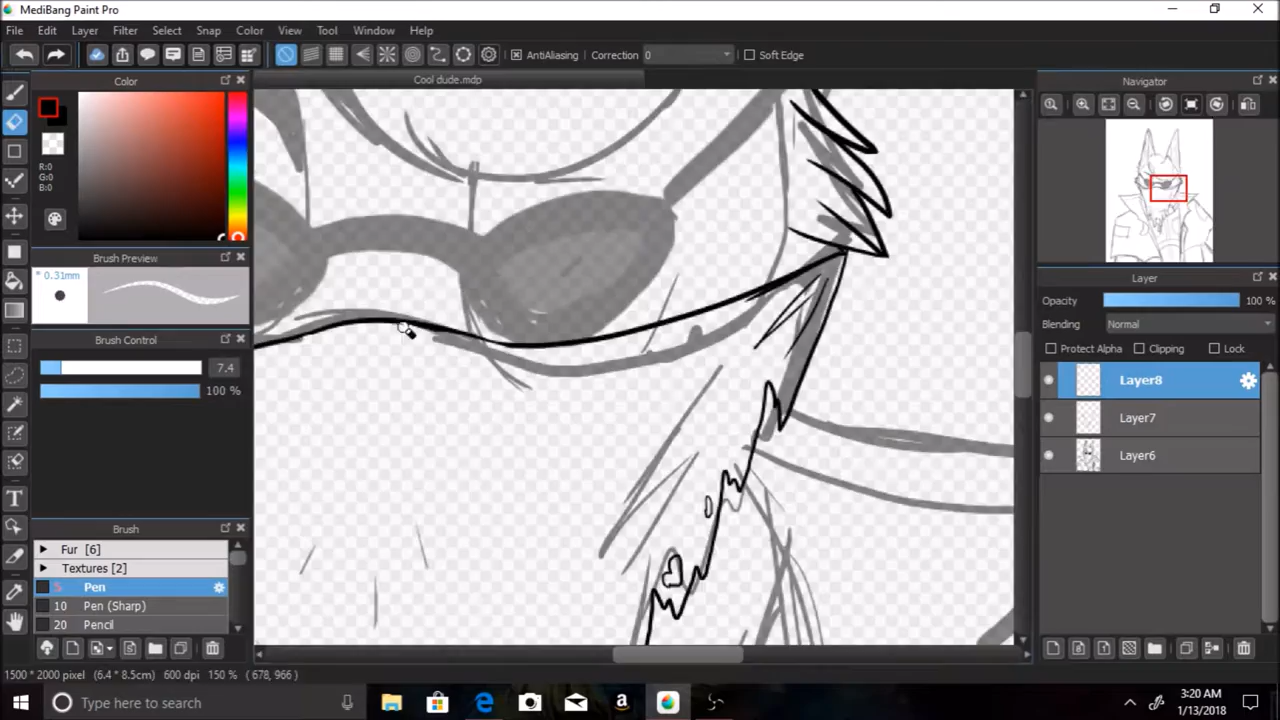 MediBang Paint Pro
File Edit Layer Filter Select Snap Color View Tool Window Help
AntiAliasing Correction 0 Soft Edge
Color
Cool dude.mdp
Navigator
R:0
G:0
B:0
Brush Preview
* 0.31mm
Brush Control
7.4
100 %
Layer
Opacity 100 %
Blending Normal
Protect Alpha Clipping Lock
Layer8
Layer7
Layer6
Brush
Fur [6]
Textures [2]
5 Pen
10 Pen (Sharp)
20 Pencil
1500 * 2000 pixel (6.4 * 8.5cm) 600 dpi 150 % ( 678, 966 )
Type here to search
3:20 AM
1/13/2018